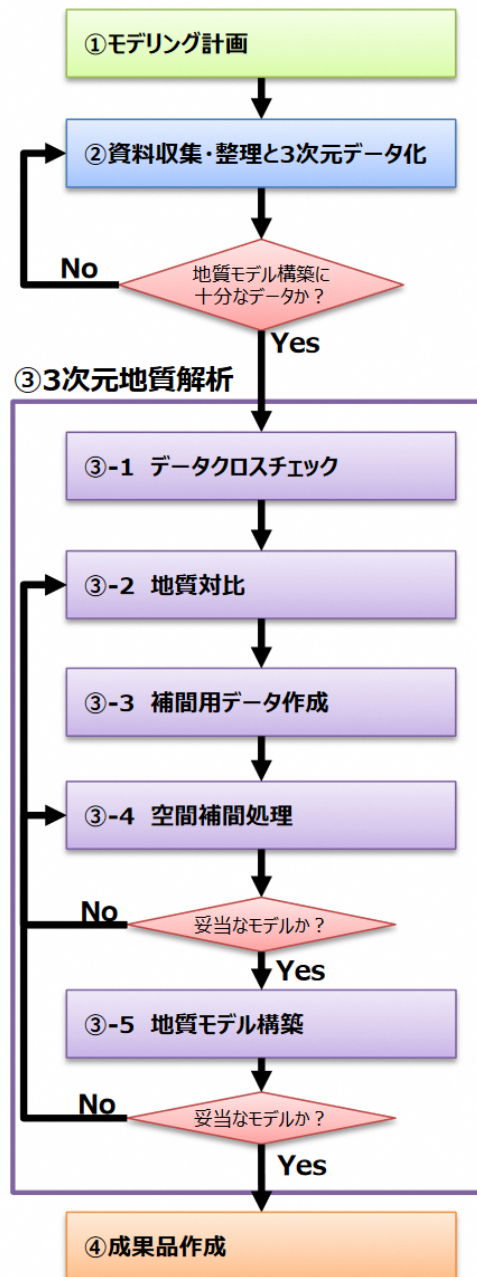 ①モデリング計画
②資料収集・整理と3次元データ化
地質モデル構築に
十分なデータか？
No
Yes
③3次元地質解析
③-1 データクロスチェック
③-2 地質対比
③-3 補間用データ作成
③-4 空間補間処理
No
妥当なモデルか？
Yes
③-5 地質モデル構築
No
妥当なモデルか？
Yes
④成果品作成